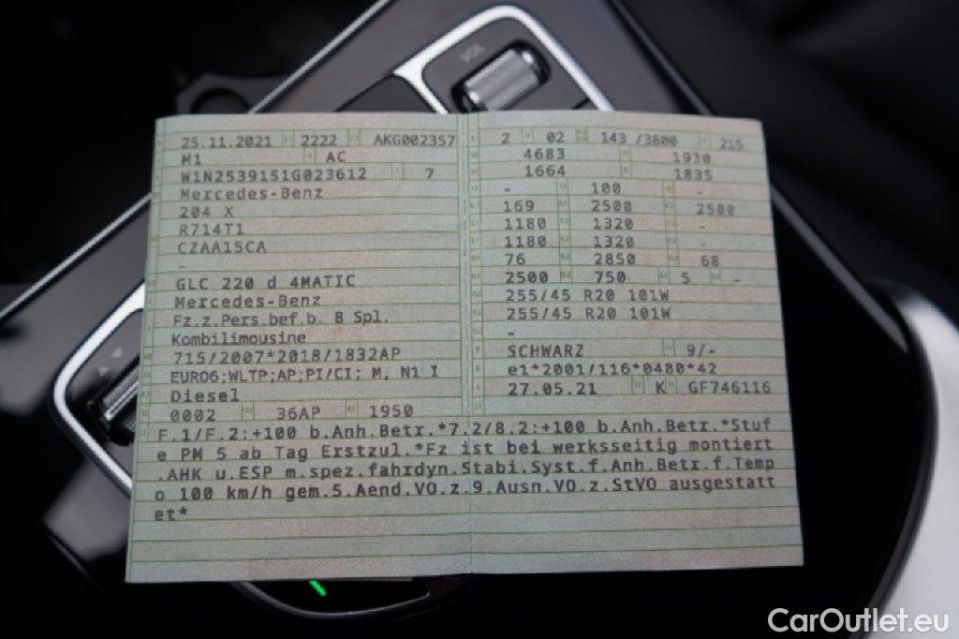 VOL
25.11.2021 2222 AKG002357
M1 AC
W1N2539151G023612 7
Mercedes-Benz
204 X
R714T1
CZAA15CA
-
GLC 220 d 4MATIC
Mercedes-Benz
Fz.z.Pers.bef.b. 8 Spl.
Kombilimousine
715/2007*2018/1832AP
EURO6;WLTP;AP;PI/CI; M, N1 I
Diesel
0002 36AP 1950
2 02 143 /3800 215
4683 1930
1664 1835
- 100 -
169 2500 2500
1180 1320 -
1180 1320 -
76 2850 68
2500 750 5 -
255/45 R20 101W
255/45 R20 101W
-
SCHWARZ 9/-
e1*2001/116*0480*42
27.05.21 K GF746116
F.1/F.2:+100 b.Anh.Betr.*7.2/8.2:+100 b.Anh.Betr.*Stuf
e PM 5 ab Tag Erstzul.*Fz ist bei werksseitig montiert
.AHK u.ESP m.spez.fahrdyn.Stabi.Syst.f.Anh.Betr.f.Temp
o 100 km/h gem.5.Aend.VO.z.9.Ausn.VO.z.StVO ausgestatt
et*
CarOutlet.eu